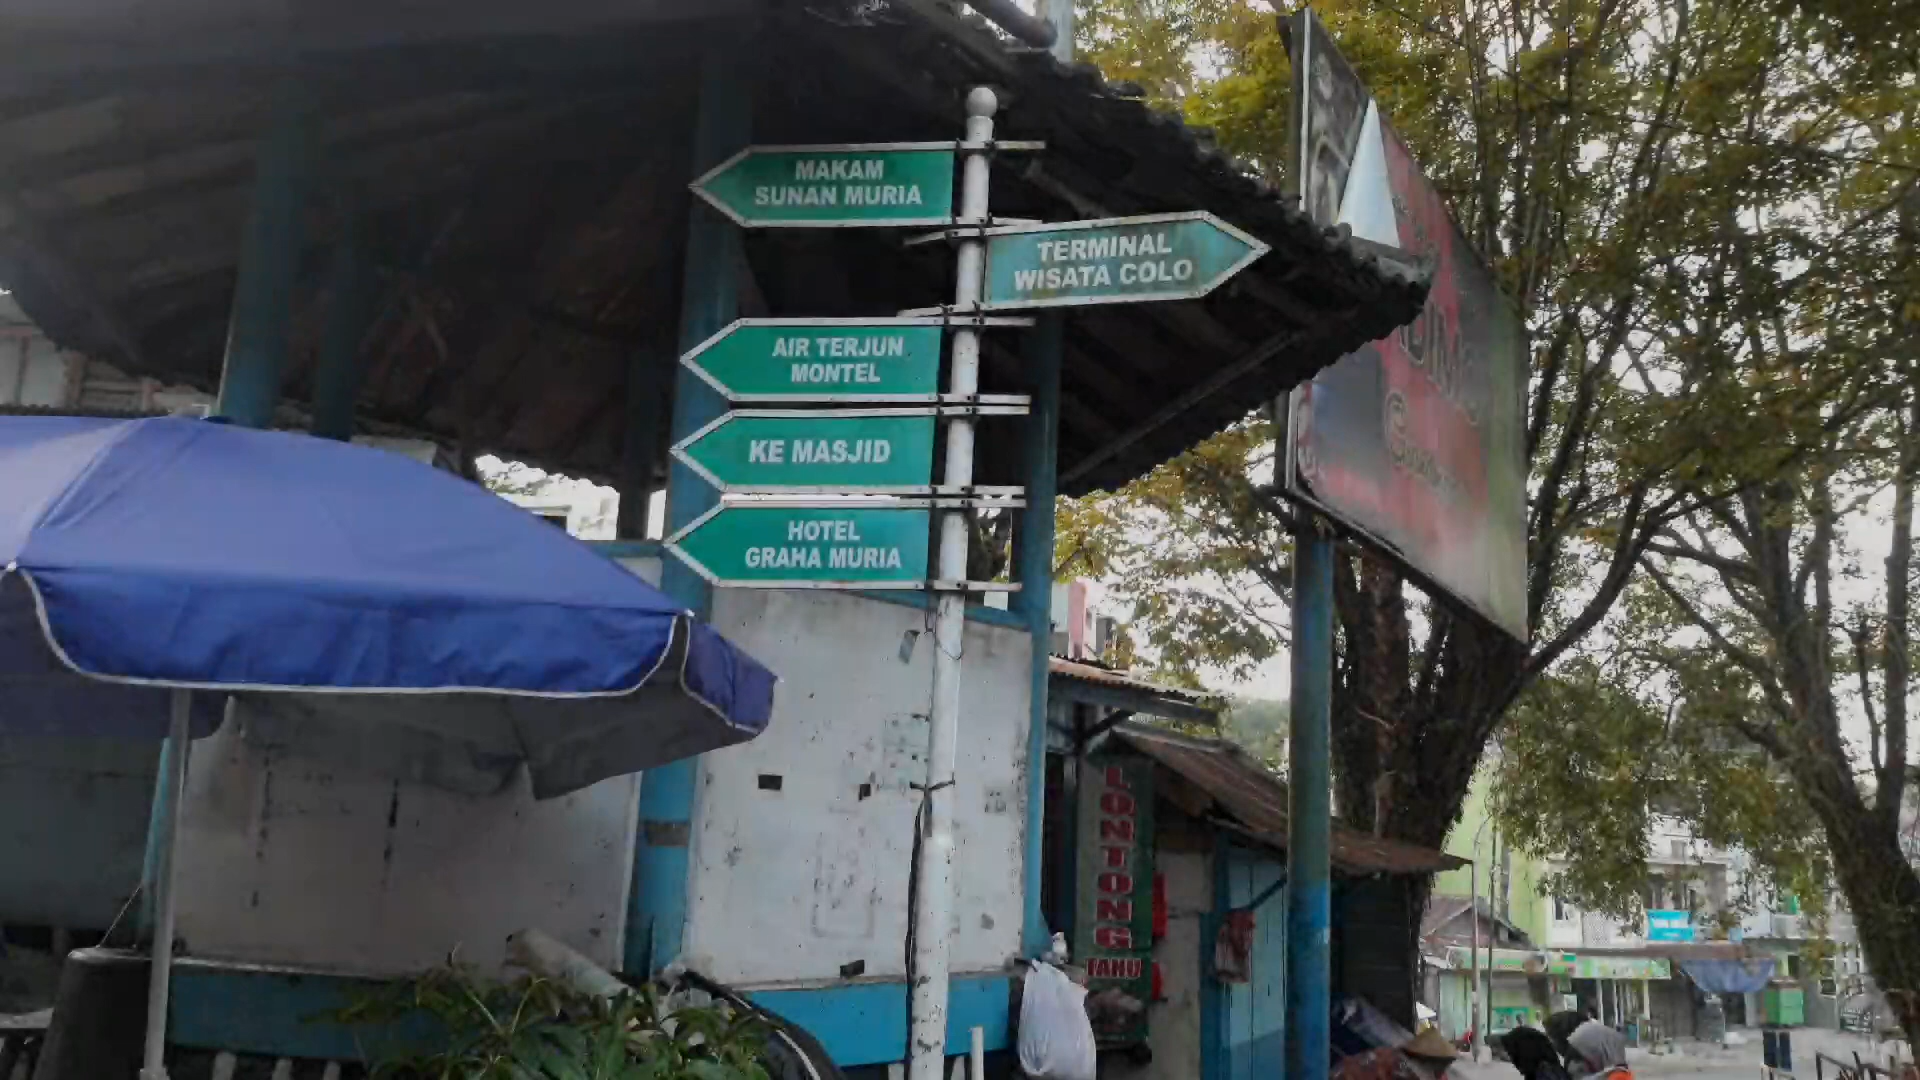 MAKAM
SUNAN MURIA
TERMINAL
WISATA COLO
AIR TERJUN
MONTEL
KE MASJID
HOTEL
GRAHA MURIA
LONTONG
TAHU